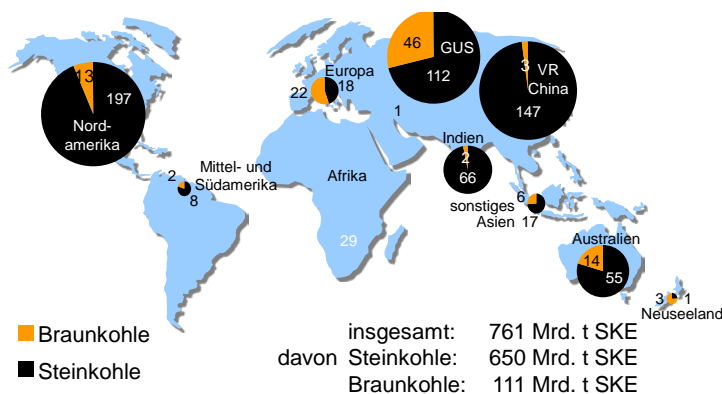 46
GUS
112
13
197
Nord-
amerika
Europa
22
18
3
VR
China
147
1
Indien
2
66
Mittel- und
Südamerika
2
8
Afrika
29
sonstiges
Asien
6
17
Australien
14
55
3
1
Neuseeland
Braunkohle
Steinkohle
insgesamt: 761 Mrd. t SKE
davon Steinkohle: 650 Mrd. t SKE
Braunkohle: 111 Mrd. t SKE